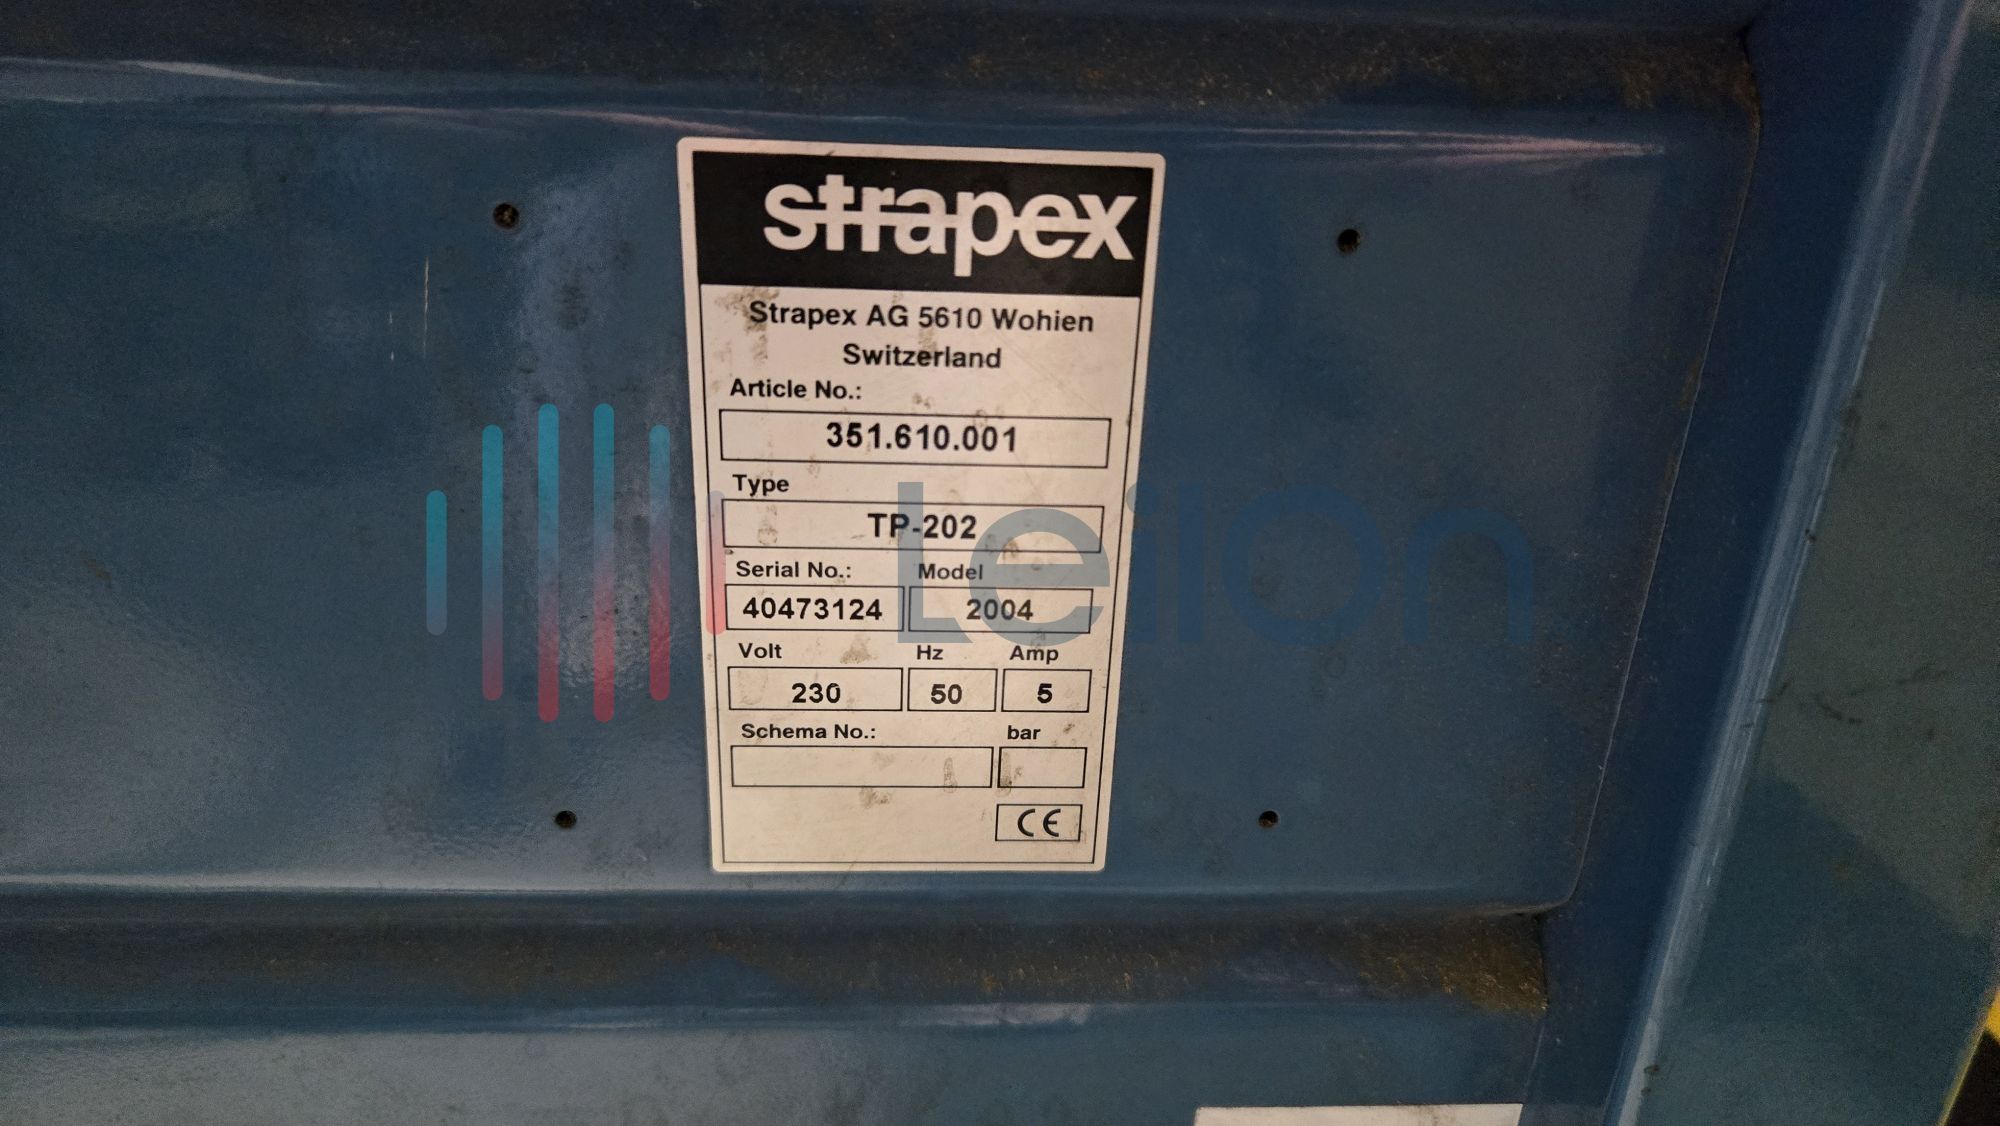 strapex
Strapex AG 5610 Wohien
Switzerland
Article No.:
351.610.001
Type
TP-202
Serial No.: Model
40473124 2004
Volt Hz Amp
230 50 5
Schema No.: bar
CE
Leilon